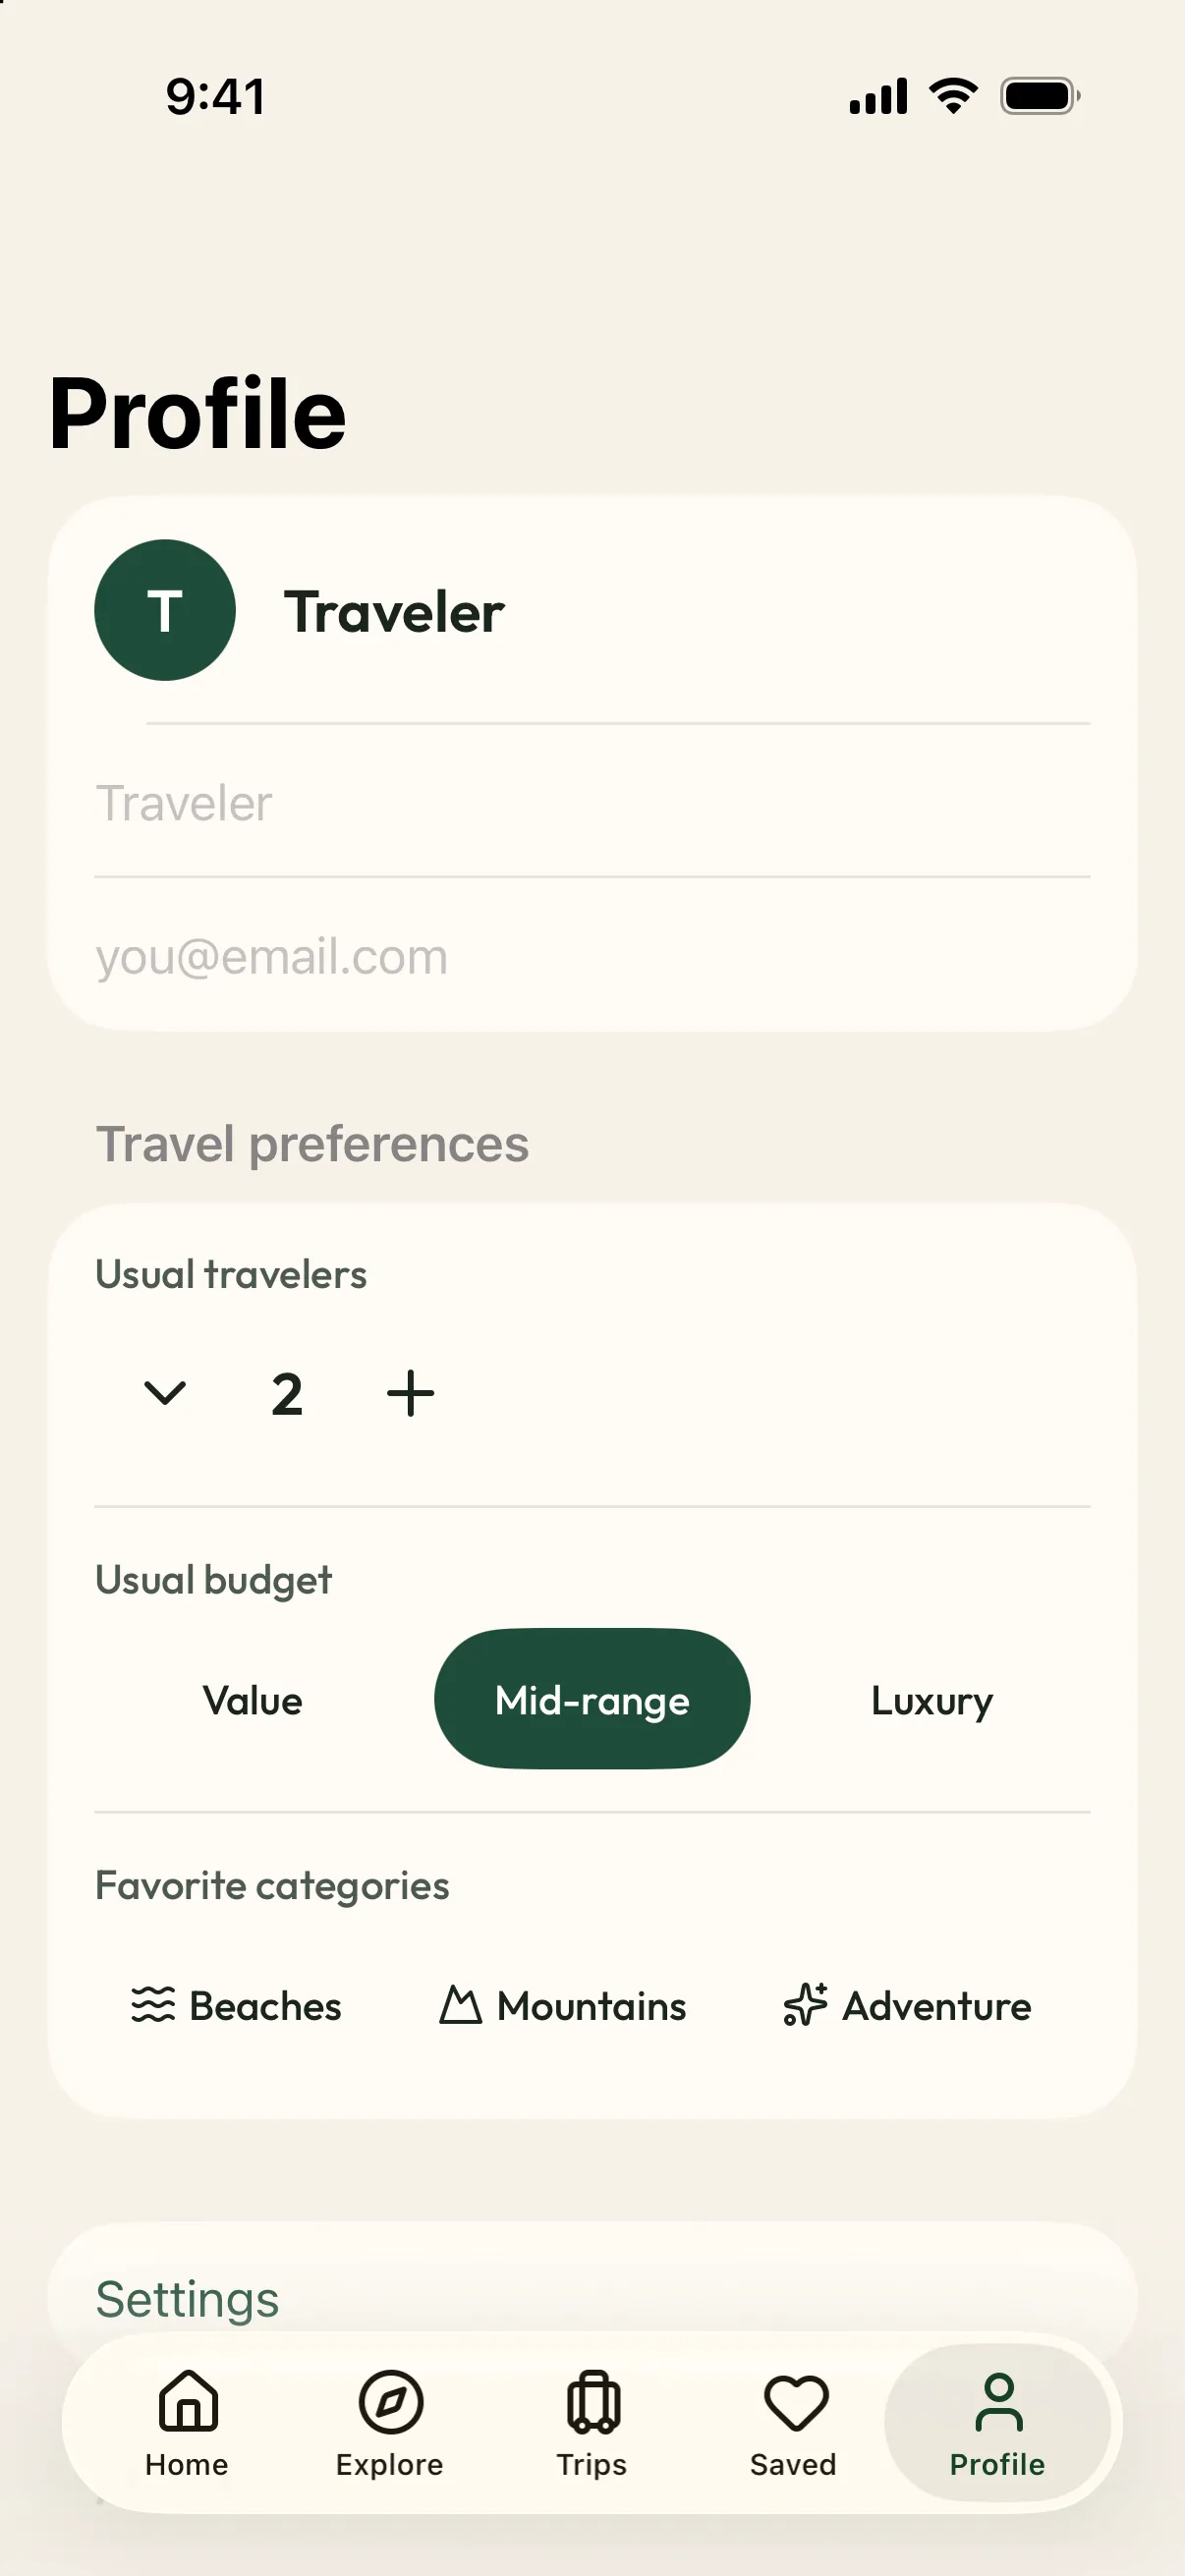 9:41
Profile
T
Traveler
Traveler
you@email.com
Travel preferences
Usual travelers
2
Usual budget
Value Mid-range Luxury
Favorite categories
Beaches Mountains Adventure
Settings
Home Explore Trips Saved Profile